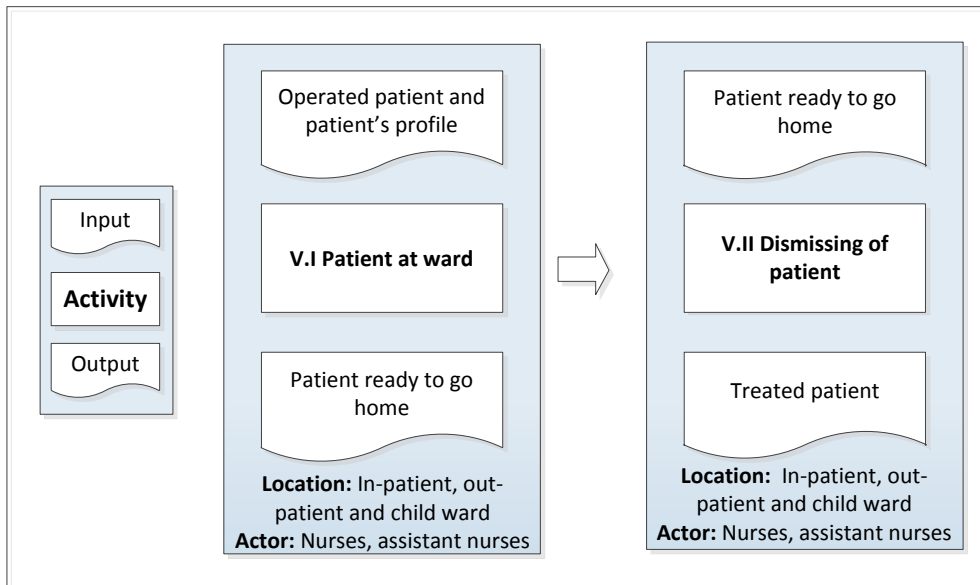 Input
Activity
Output
Operated patient and
patient’s profile
V.I Patient at ward
Patient ready to go
home
Location: In-patient, out-
patient and child ward
Actor: Nurses, assistant nurses
Patient ready to go
home
V.II Dismissing of
patient
Treated patient
Location:  In-patient, out-
patient and child ward
Actor: Nurses, assistant nurses